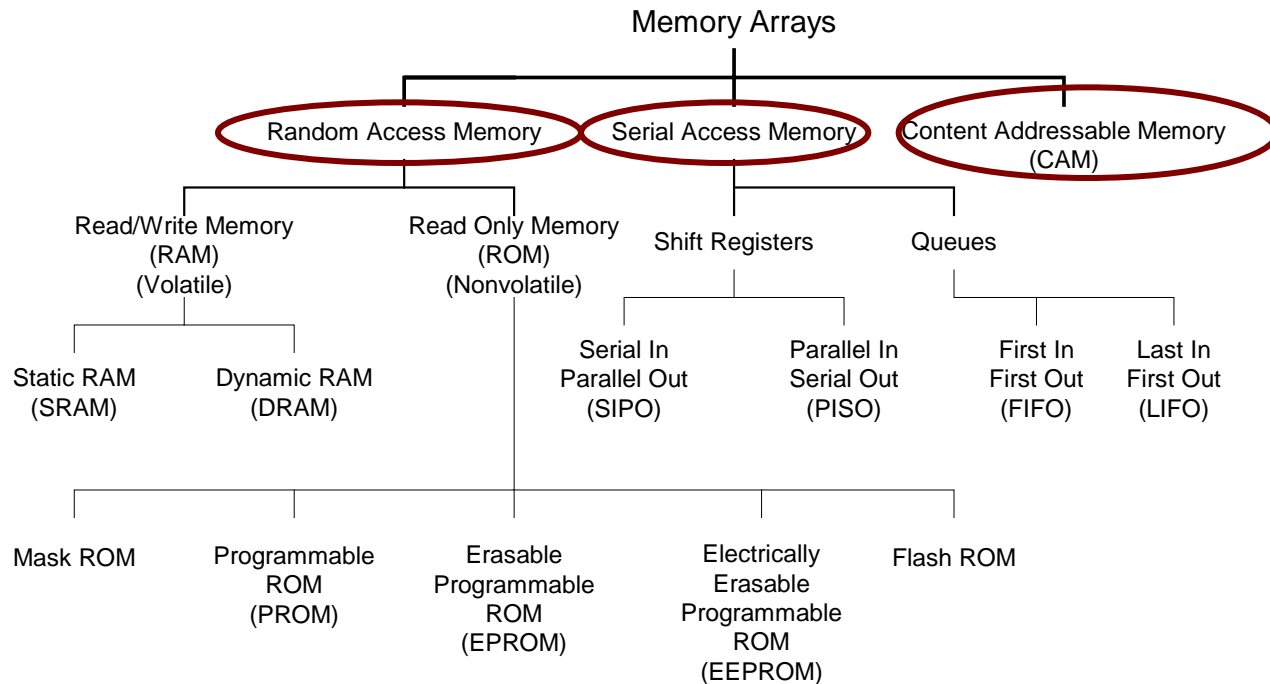 Memory Arrays
Random Access Memory
Serial Access Memory
Content Addressable Memory
(CAM)
Read/Write Memory
(RAM)
(Volatile)
Read Only Memory
(ROM)
(Nonvolatile)
Shift Registers
Queues
Static RAM
(SRAM)
Dynamic RAM
(DRAM)
Serial In
Parallel Out
(SIPO)
Parallel In
Serial Out
(PISO)
First In
First Out
(FIFO)
Last In
First Out
(LIFO)
Mask ROM
Programmable
ROM
(PROM)
Erasable
Programmable
ROM
(EPROM)
Electrically
Erasable
Programmable
ROM
(EEPROM)
Flash ROM